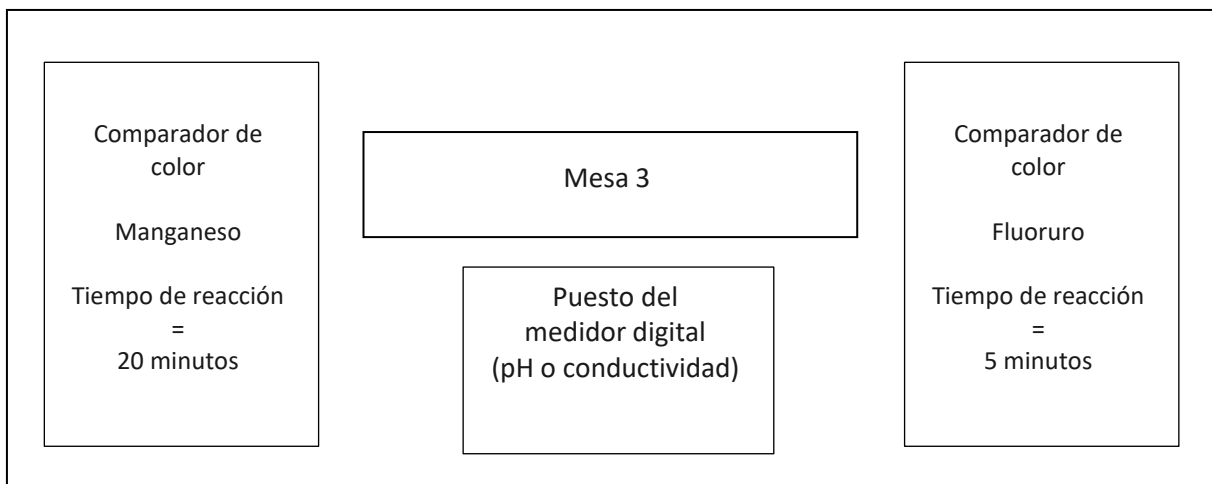 Comparador de
color
Manganeso
Tiempo de reacción
=
20 minutos
Mesa 3
Puesto del
medidor digital
(pH o conductividad)
Comparador de
color
Fluoruro
Tiempo de reacción
=
5 minutos